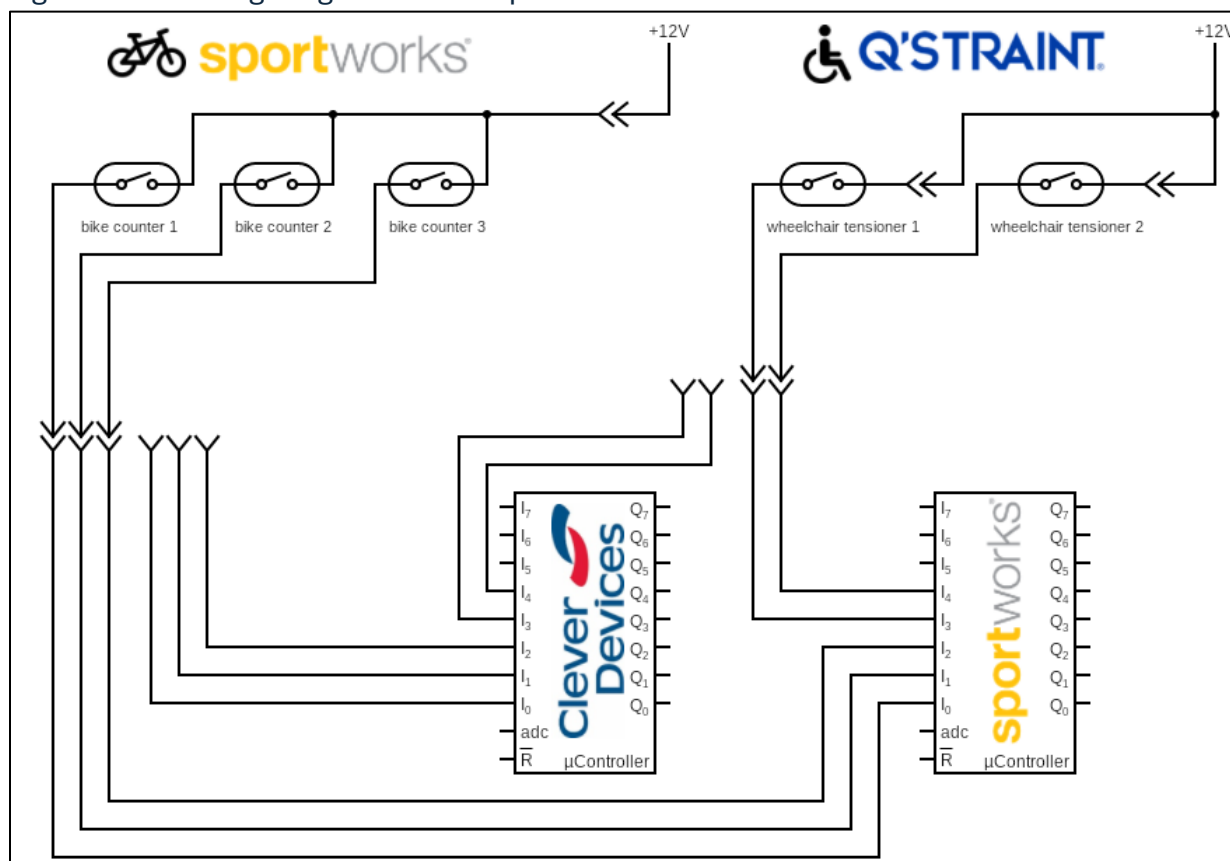 +12V
+12V
sportworks®
Q'STRAINT®
bike counter 1
bike counter 2
bike counter 3
wheelchair tensioner 1
wheelchair tensioner 2
I7
I6
I5
I4
I3
I2
I1
I0
adc
R
Clever
Devices
Q7
Q6
Q5
Q4
Q3
Q2
Q1
Q0
µController
I7
I6
I5
I4
I3
I2
I1
I0
adc
R
sportworks®
Q7
Q6
Q5
Q4
Q3
Q2
Q1
Q0
µController